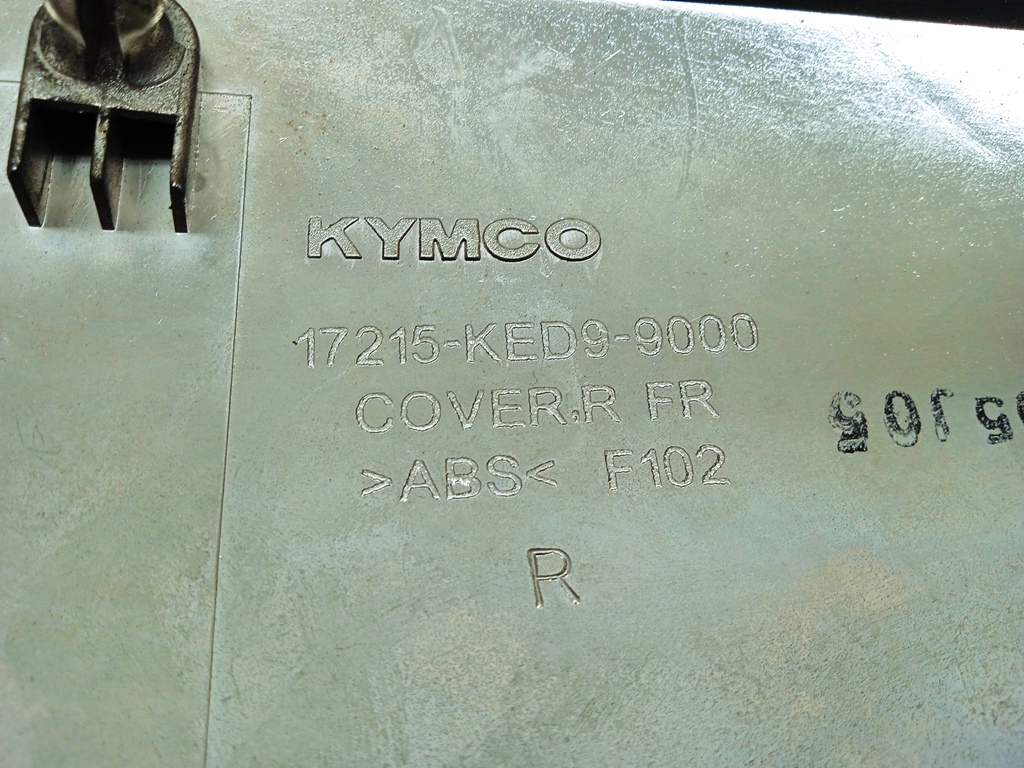 KYMCO
17215-KED9-9000
COVER.R FR
>ABS< F102
R